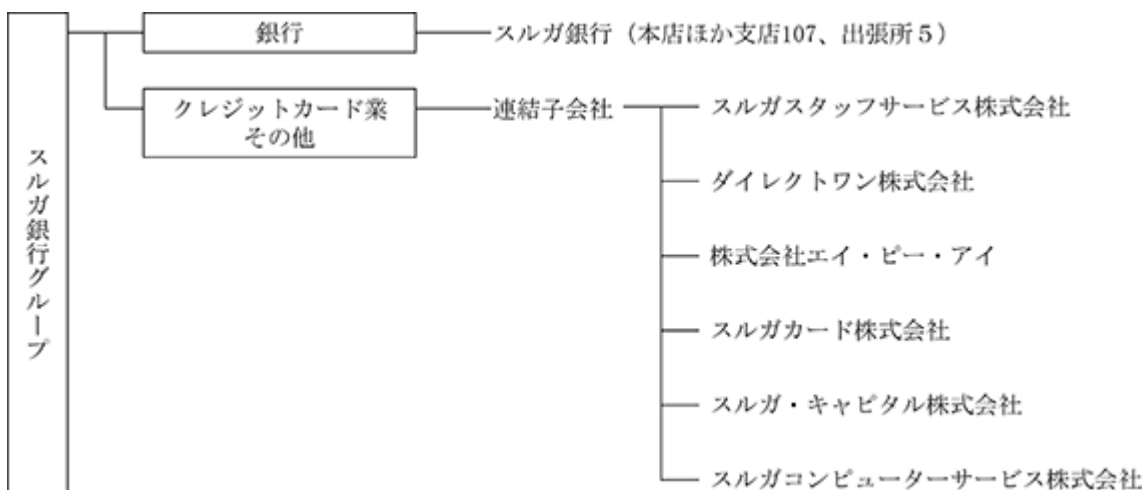 スルガ銀行グループ
銀行
スルガ銀行（本店ほか支店107、出張所５）
クレジットカード業
その他
連結子会社
スルガスタッフサービス株式会社
ダイレクトワン株式会社
株式会社エイ・ピー・アイ
スルガカード株式会社
スルガ・キャピタル株式会社
スルガコンピューターサービス株式会社